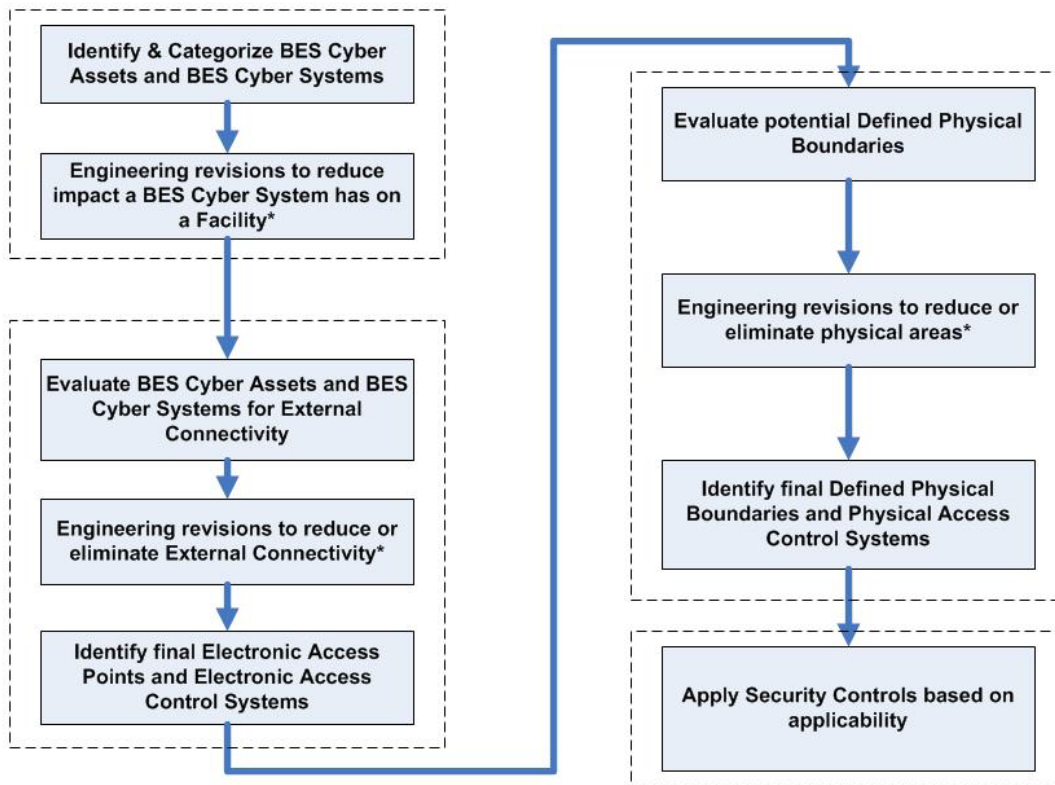 Identify & Categorize BES Cyber
Assets and BES Cyber Systems
Engineering revisions to reduce
impact a BES Cyber System has on
a Facility*
Evaluate BES Cyber Assets and BES
Cyber Systems for External
Connectivity
Engineering revisions to reduce or
eliminate External Connectivity*
Identify final Electronic Access
Points and Electronic Access
Control Systems
Evaluate potential Defined Physical
Boundaries
Engineering revisions to reduce or
eliminate physical areas*
Identify final Defined Physical
Boundaries and Physical Access
Control Systems
Apply Security Controls based on
applicability